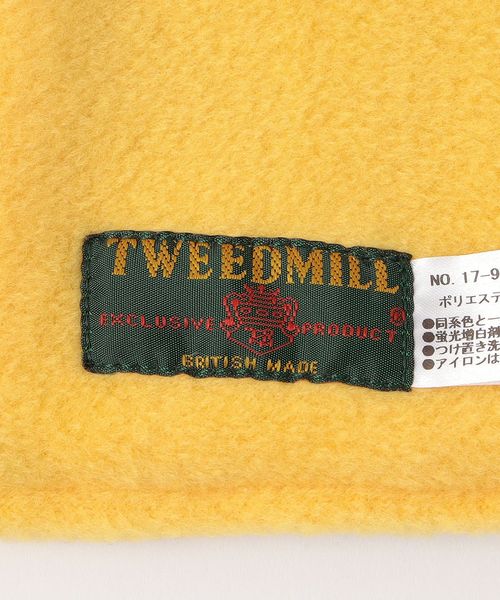 TWEEDMILL
®
EXCLUSIVE PRODUCT
BRITISH MADE
NO. 17-9
ポリエステ
●同系色と一
●蛍光増白剤
●つけ置き洗
●アイロンは